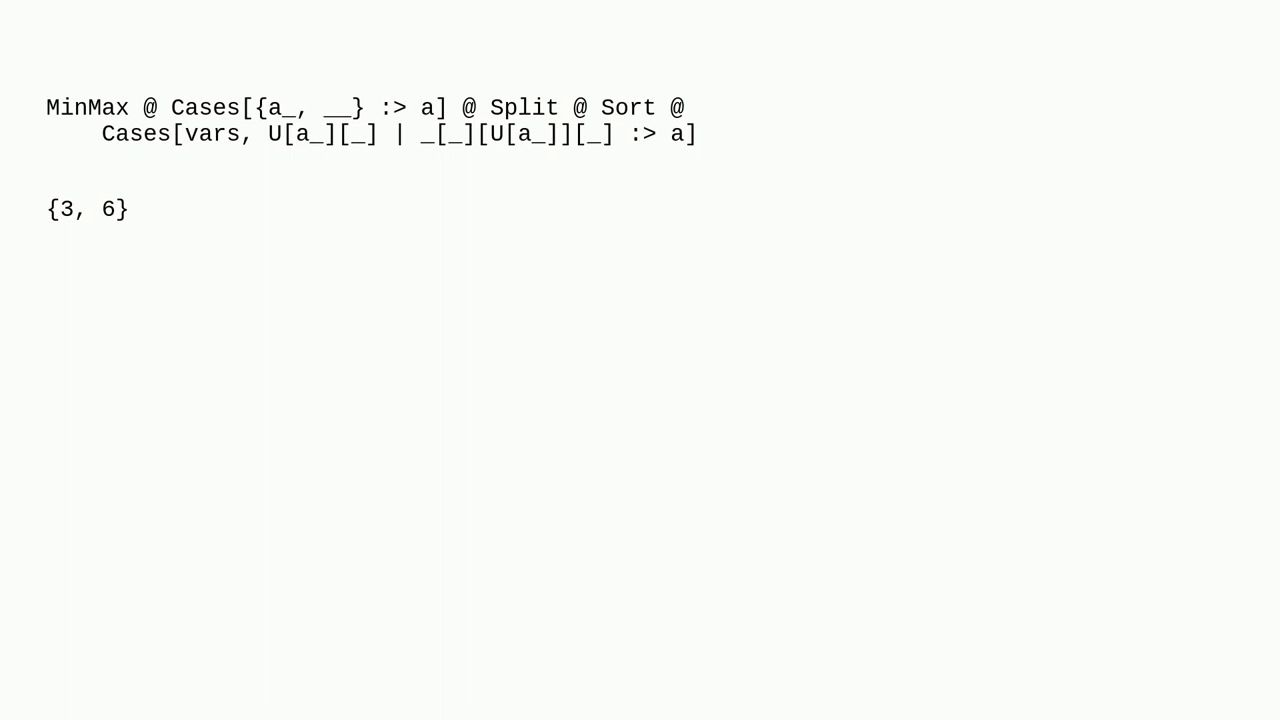 MinMax @ Cases[{a_, __} :> a] @ Split @ Sort @
    Cases[vars, U[a_][_] | _[_][U[a_]][_] :> a]
{3, 6}